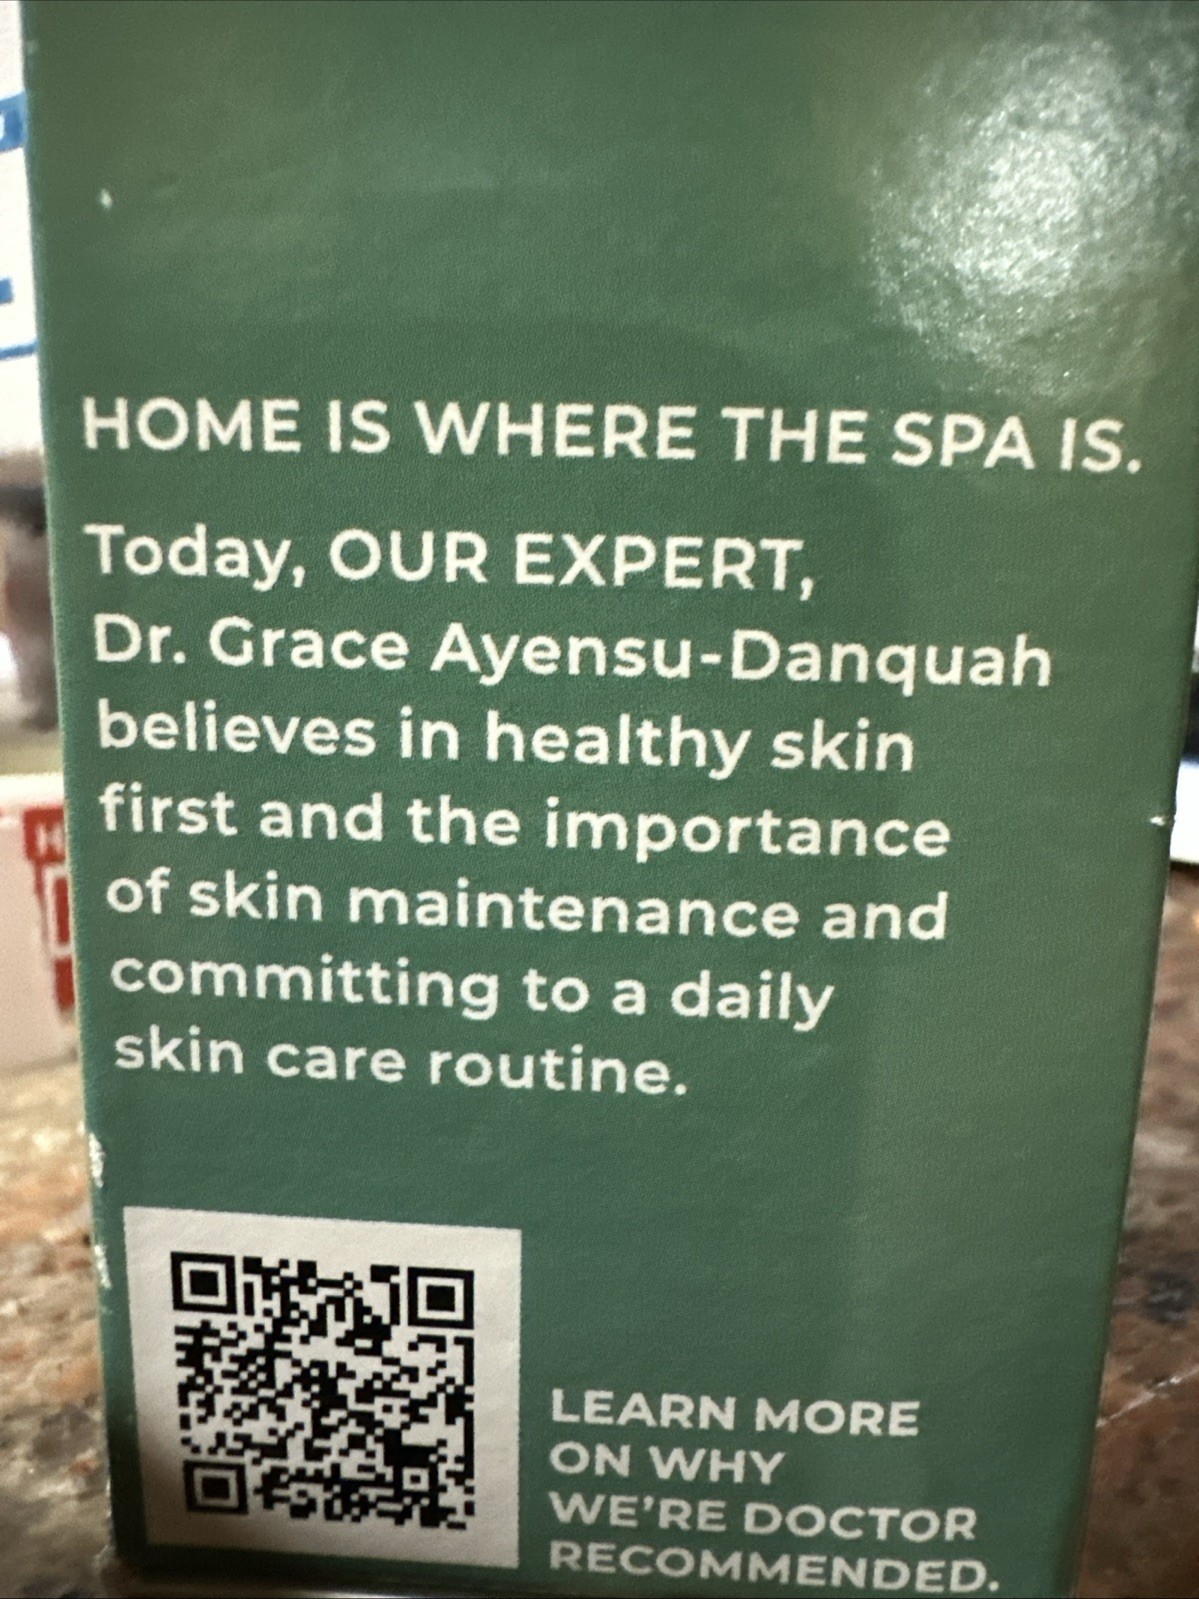 HOME IS WHERE THE SPA IS.
Today, OUR EXPERT,
Dr. Grace Ayensu-Danquah
believes in healthy skin
first and the importance
of skin maintenance and
committing to a daily
skin care routine.
LEARN MORE
ON WHY
WE'RE DOCTOR
RECOMMENDED.